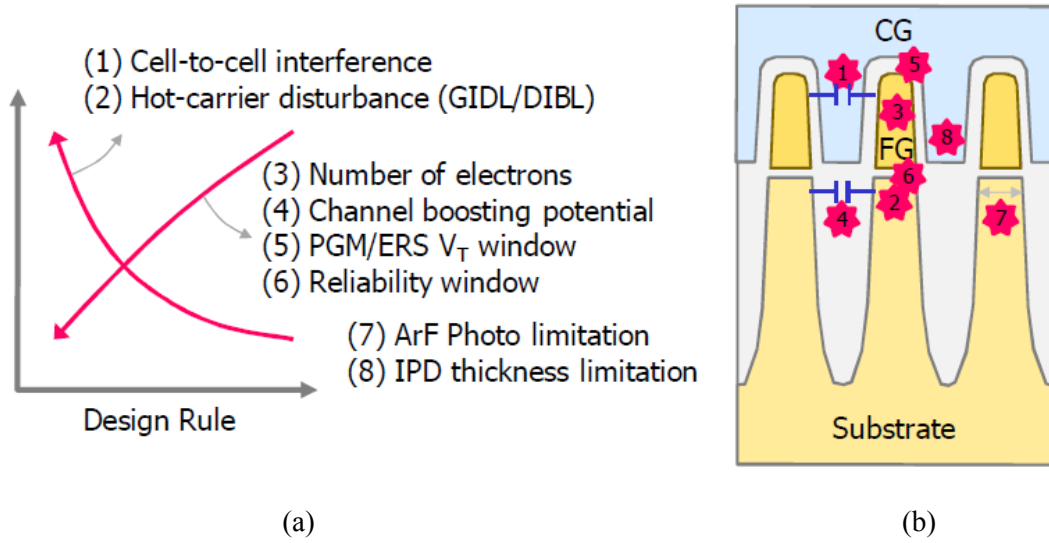 (1) Cell-to-cell interference
(2) Hot-carrier disturbance (GIDL/DIBL)
(3) Number of electrons
(4) Channel boosting potential
(5) PGM/ERS V_T window
(6) Reliability window
(7) ArF Photo limitation
(8) IPD thickness limitation
Design Rule
(a)
CG
5
1
3
8
FG
6
2
4
7
Substrate
(b)